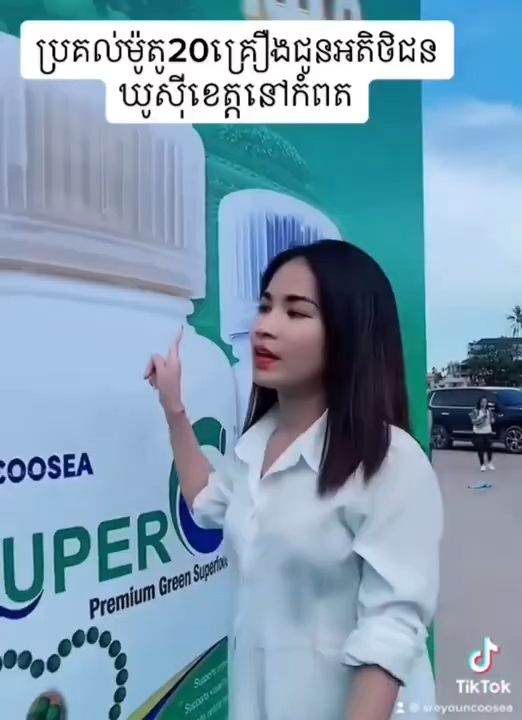 ប្រគល់ម៉ូតូ20គ្រឿងជូនអតិថិជន
ឃូស៊ីខេត្តនៅកំពត
COOSEA
SUPER
Premium Green Superfood
TikTok
@ sreyouncoosea